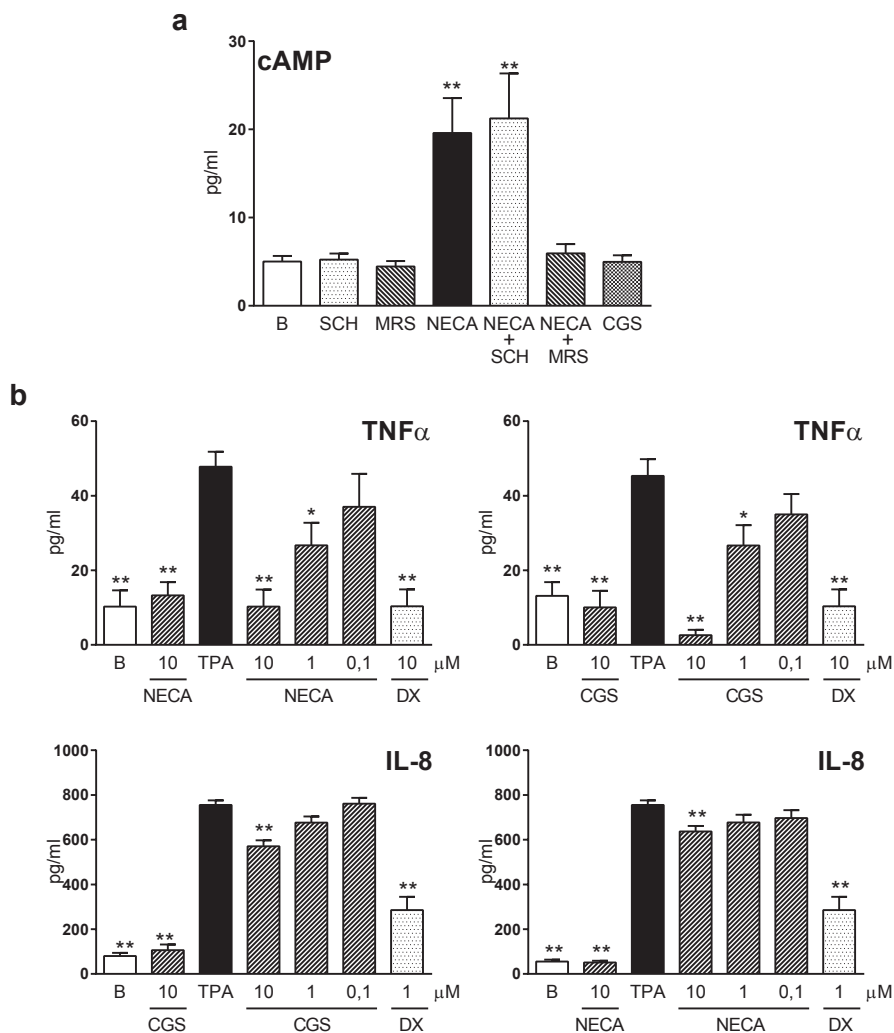 a
cAMP
30
20
10
0
pg/ml
** **
B SCH MRS NECA NECA NECA CGS
+ +
SCH MRS
b
TNFα
60
40
20
0
pg/ml
** ** ** * **
B 10 TPA 10 1 0,1 10 μM
NECA NECA DX
TNFα
60
40
20
0
pg/ml
** ** ** * **
B 10 TPA 10 1 0,1 10
CGS CGS DX
IL-8
1000
800
600
400
200
0
pg/ml
** ** ** **
B 10 TPA 10 1 0,1 1 μM
CGS CGS DX
IL-8
1000
800
600
400
200
0
pg/ml
** ** ** **
B 10 TPA 10 1 0,1 1 μM
NECA NECA DX